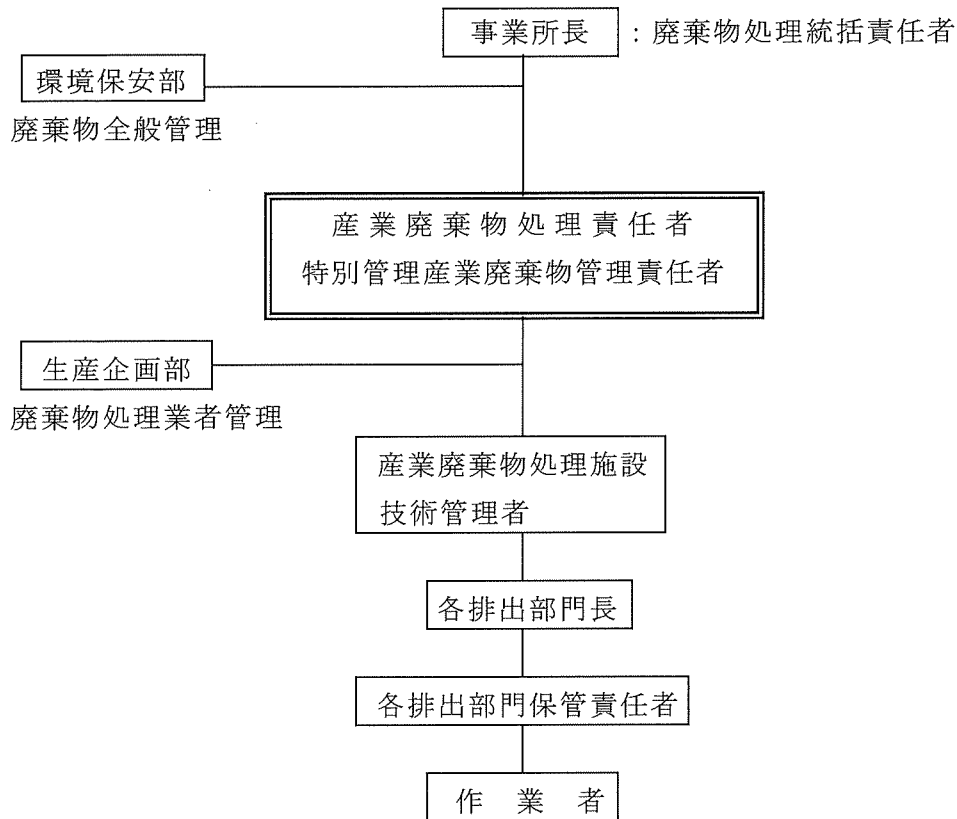 事業所長 :廃棄物処理統括責任者
環境保安部
廃棄物全般管理
産業廃棄物処理責任者
特別管理産業廃棄物管理責任者
生産企画部
廃棄物処理業者管理
産業廃棄物処理施設
技術管理者
各排出部門長
各排出部門保管責任者
作業者